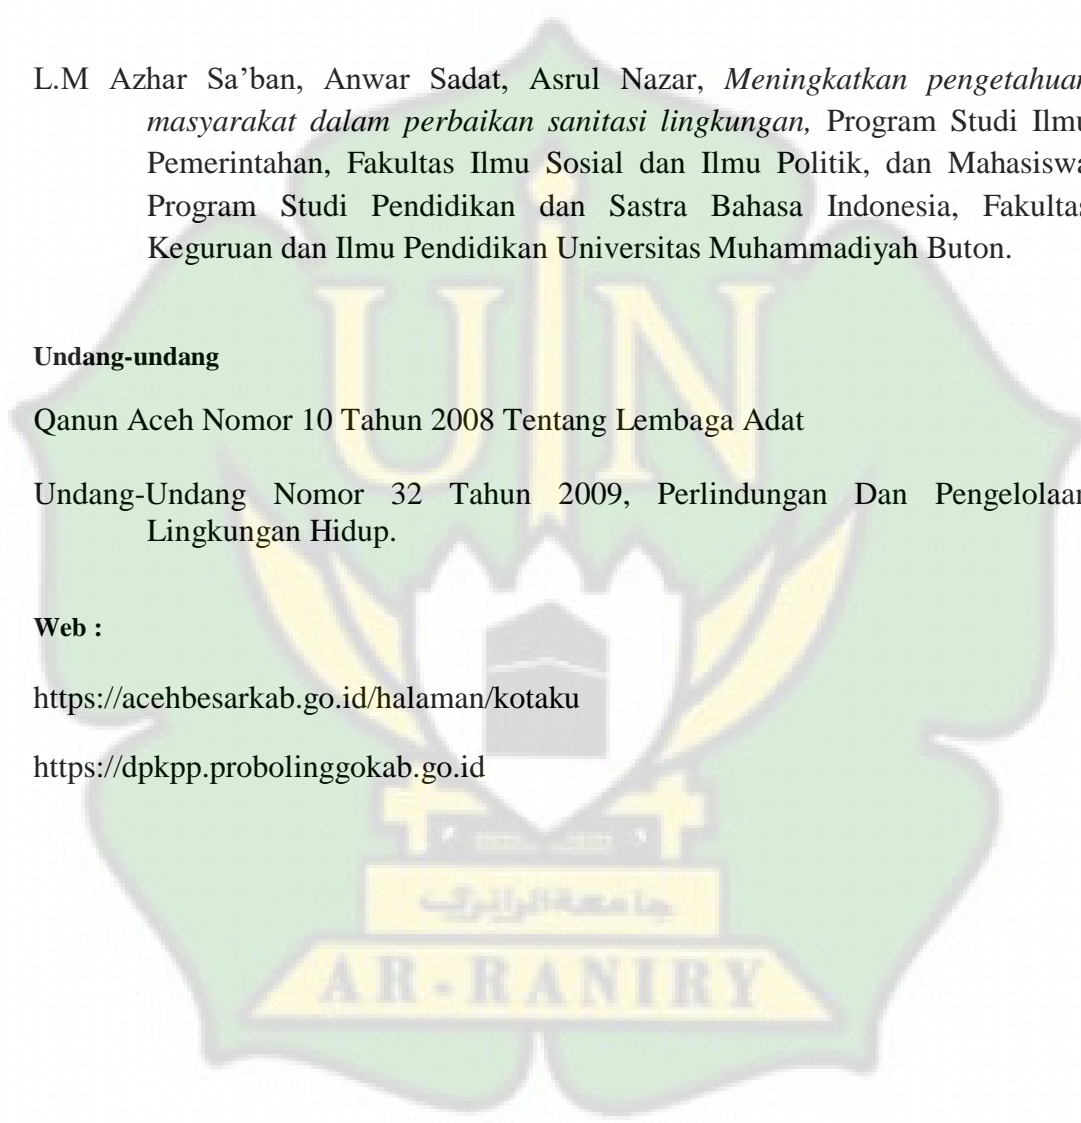 L.M Azhar Sa’ban, Anwar Sadat, Asrul Nazar, Meningkatkan pengetahuan
masyarakat dalam perbaikan sanitasi lingkungan, Program Studi Ilmu
Pemerintahan, Fakultas Ilmu Sosial dan Ilmu Politik, dan Mahasiswa
Program Studi Pendidikan dan Sastra Bahasa Indonesia, Fakultas
Keguruan dan Ilmu Pendidikan Universitas Muhammadiyah Buton.
Undang-undang
Qanun Aceh Nomor 10 Tahun 2008 Tentang Lembaga Adat
Undang-Undang Nomor 32 Tahun 2009, Perlindungan Dan Pengelolaan
Lingkungan Hidup.
Web :
https://acehbesarkab.go.id/halaman/kotaku
https://dpkpp.probolinggokab.go.id
UIN
جامعة الرانري
AR-RANIRY